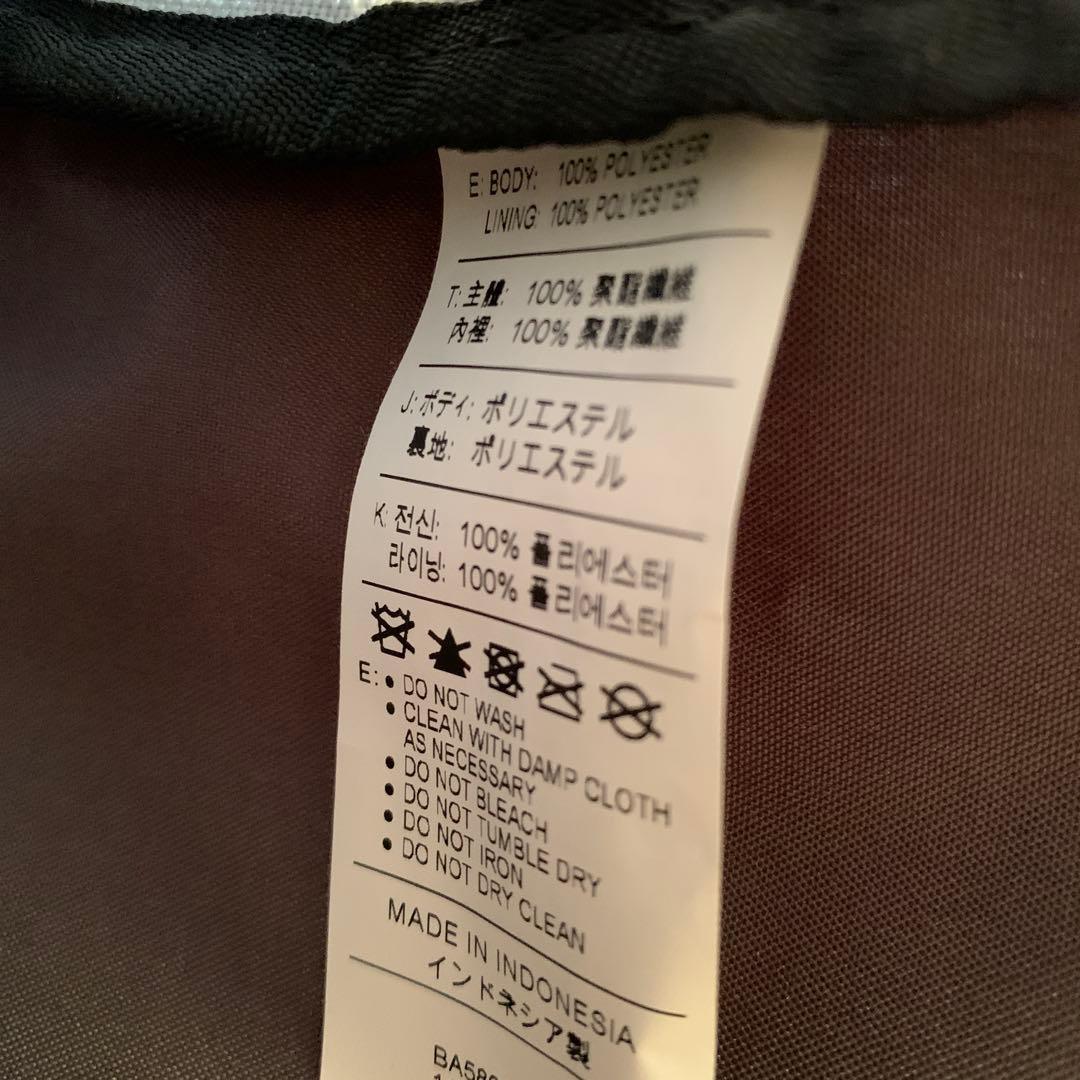 E: BODY: 100% POLYESTER
LINING: 100% POLYESTER
T: 主體: 100% 聚酯纖維
內裡: 100% 聚酯纖維
J: ボディ: ポリエステル
裏地: ポリエステル
K: 전신: 100% 폴리에스터
라이닝: 100% 폴리에스터
E: • DO NOT WASH
• CLEAN WITH DAMP CLOTH
AS NECESSARY
• DO NOT BLEACH
• DO NOT TUMBLE DRY
• DO NOT IRON
• DO NOT DRY CLEAN
MADE IN INDONESIA
インドネシア製